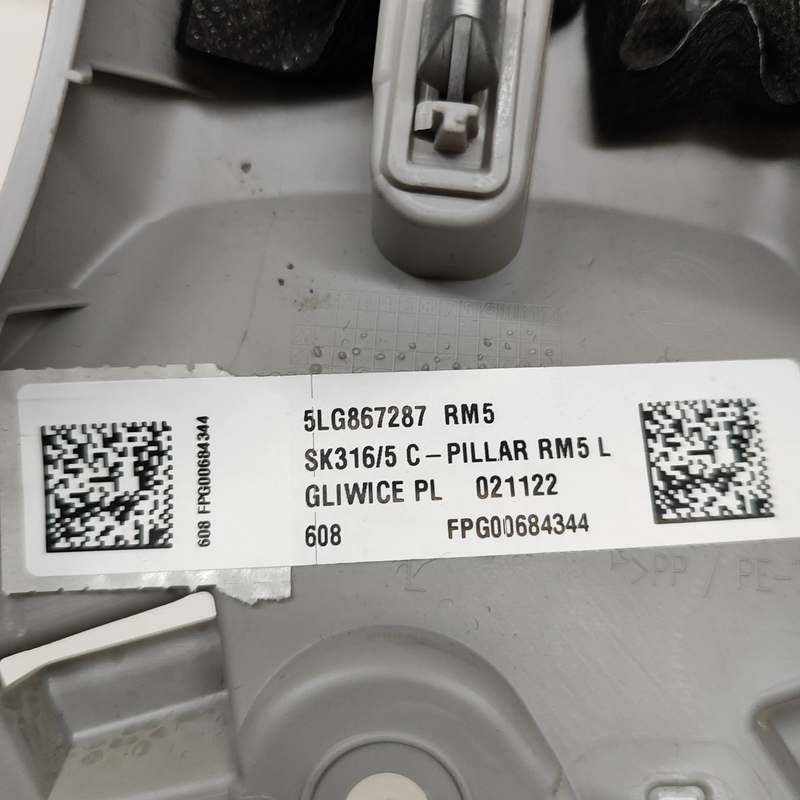 608 FPG00684344
5LG867287 RM5
SK316/5 C-PILLAR RM5 L
GLIWICE PL 021122
608 FPG00684344
>PP / PE-